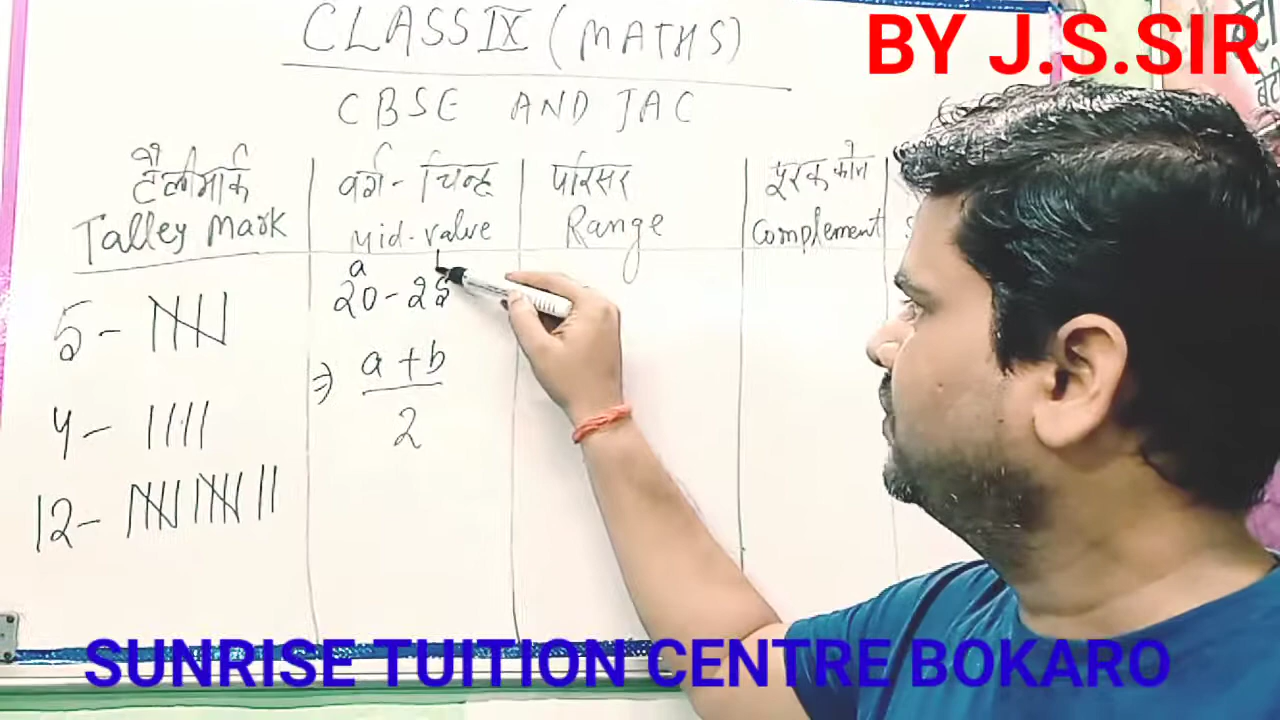 BY J.S.SIR
CLASS IX (MATHS)
CBSE AND JAC
टैलीमार्क
वर्ग-चिन्ह
परिसर
पूरक कोण
Talley Mark
Mid-value
Range
Complement
5-
4-
12-
a
20-25
⇒ a+b
2
SUNRISE TUITION CENTRE BOKARO